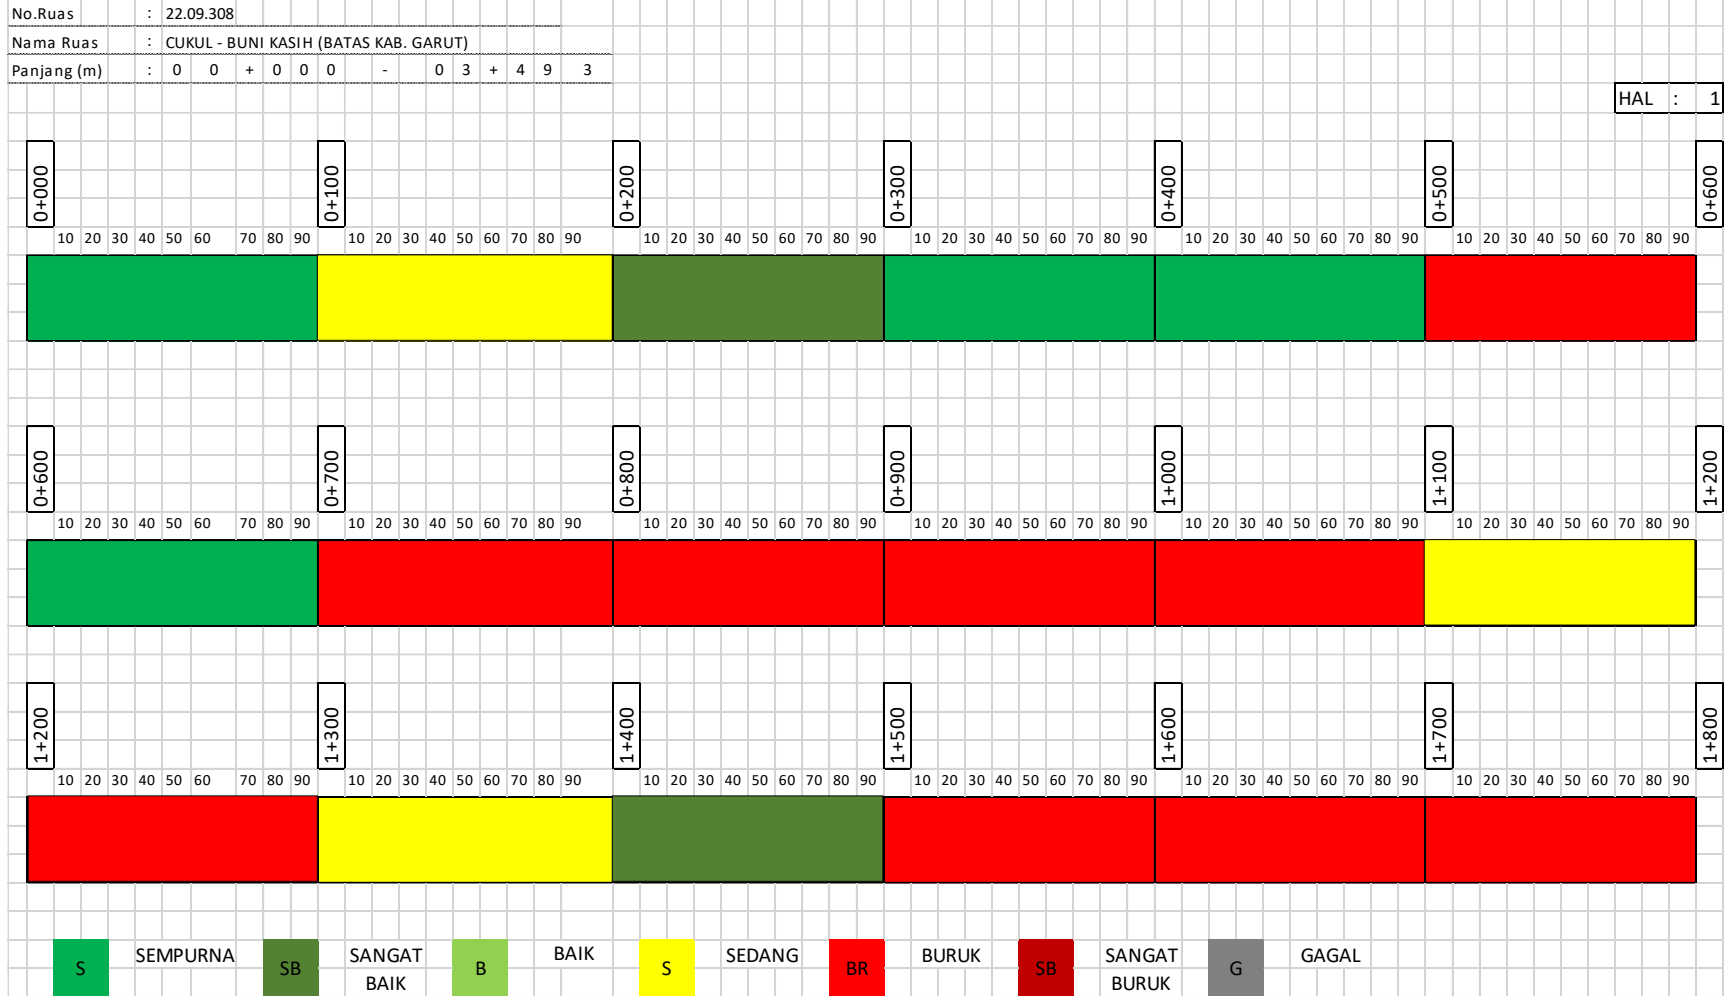 No.Ruas : 22.09.308
Nama Ruas : CUKUL - BUNI KASIH (BATAS KAB. GARUT)
Panjang (m) : 0 0 + 0 0 0 - 0 3 + 4 9 3
HAL : 1
0+000 0+100 0+200 0+300 0+400 0+500 0+600
10 20 30 40 50 60 70 80 90 10 20 30 40 50 60 70 80 90 10 20 30 40 50 60 70 80 90 10 20 30 40 50 60 70 80 90 10 20 30 40 50 60 70 80 90 10 20 30 40 50 60 70 80 90
0+600 0+700 0+800 0+900 1+000 1+100 1+200
10 20 30 40 50 60 70 80 90 10 20 30 40 50 60 70 80 90 10 20 30 40 50 60 70 80 90 10 20 30 40 50 60 70 80 90 10 20 30 40 50 60 70 80 90 10 20 30 40 50 60 70 80 90
1+200 1+300 1+400 1+500 1+600 1+700 1+800
10 20 30 40 50 60 70 80 90 10 20 30 40 50 60 70 80 90 10 20 30 40 50 60 70 80 90 10 20 30 40 50 60 70 80 90 10 20 30 40 50 60 70 80 90 10 20 30 40 50 60 70 80 90
S SEMPURNA
SB SANGAT
BAIK
B BAIK
S SEDANG
BR BURUK
SB SANGAT
BURUK
G GAGAL